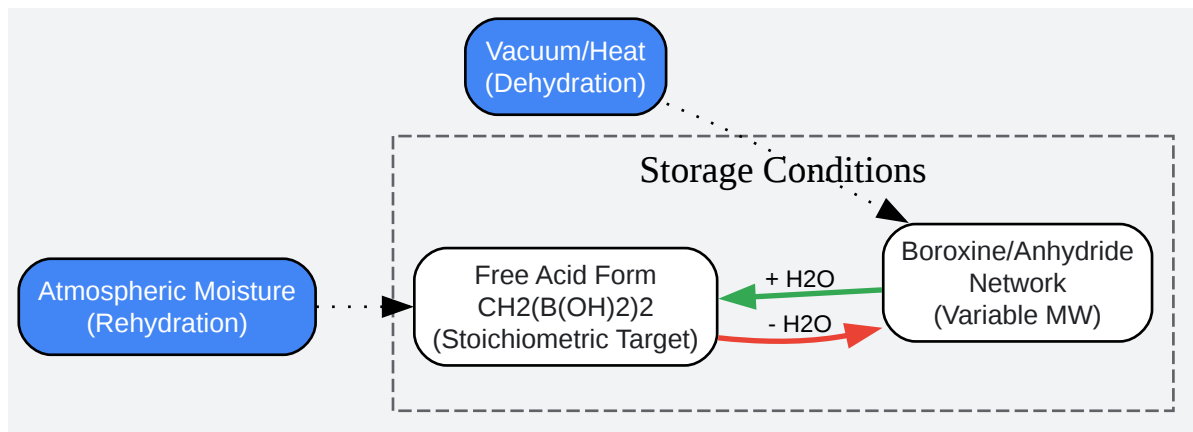 Vacuum/Heat
(Dehydration)
Storage Conditions
Atmospheric Moisture
(Rehydration)
Free Acid Form
CH2(B(OH)2)2
(Stoichiometric Target)
+ H2O
- H2O
Boroxine/Anhydride
Network
(Variable MW)